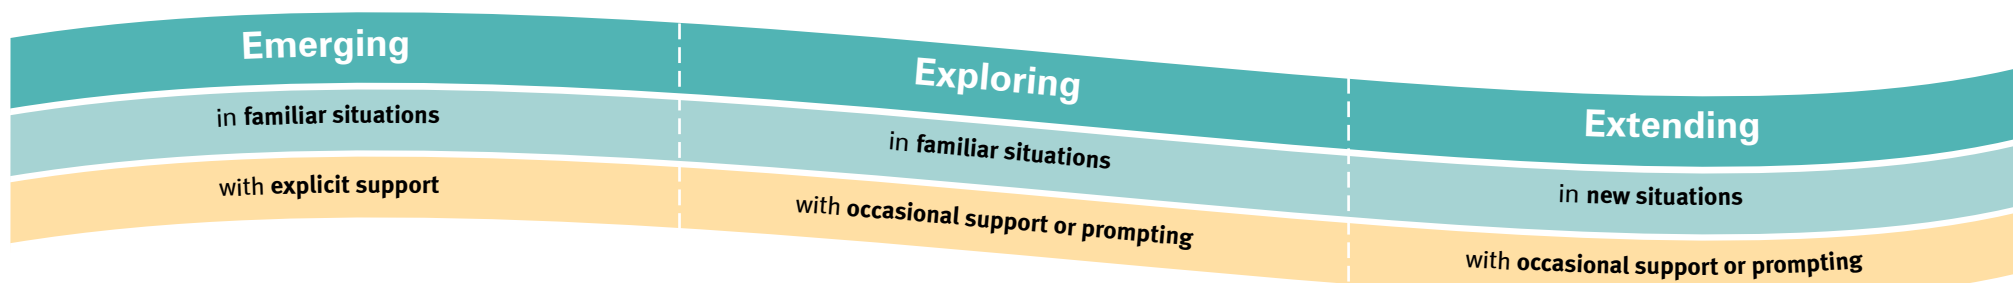 Emerging
in familiar situations
with explicit support
Exploring
in familiar situations
with occasional support or prompting
Extending
in new situations
with occasional support or prompting